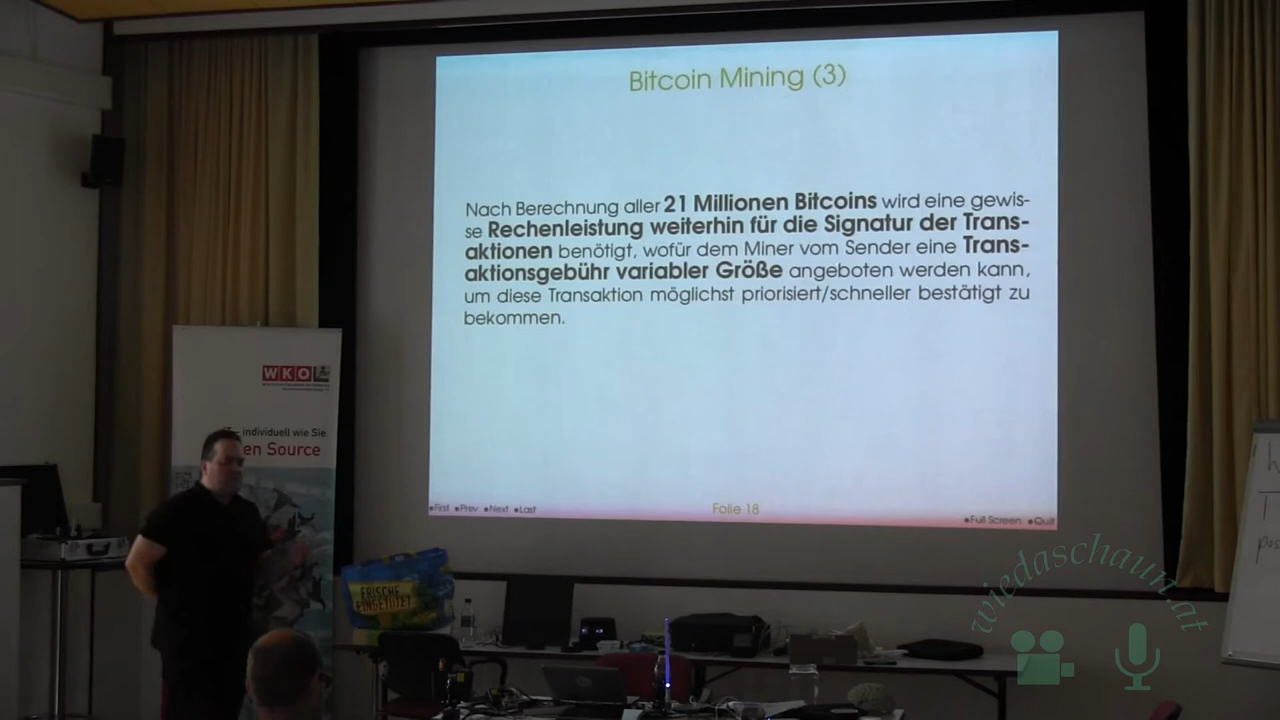 Bitcoin Mining (3)
Nach Berechnung aller 21 Millionen Bitcoins wird eine gewis-
se Rechenleistung weiterhin für die Signatur der Trans-
aktionen benötigt, wofür dem Miner vom Sender eine Trans-
aktionsgebühr variabler Größe angeboten werden kann,
um diese Transaktion möglichst priorisiert/schneller bestätigt zu
bekommen.
First Prev Next Last
Folie 18
Full Screen Quit
WKO
individuell wie Sie.
en Source
FRISCHE
EINGETÜTET
wiedaschaun.at